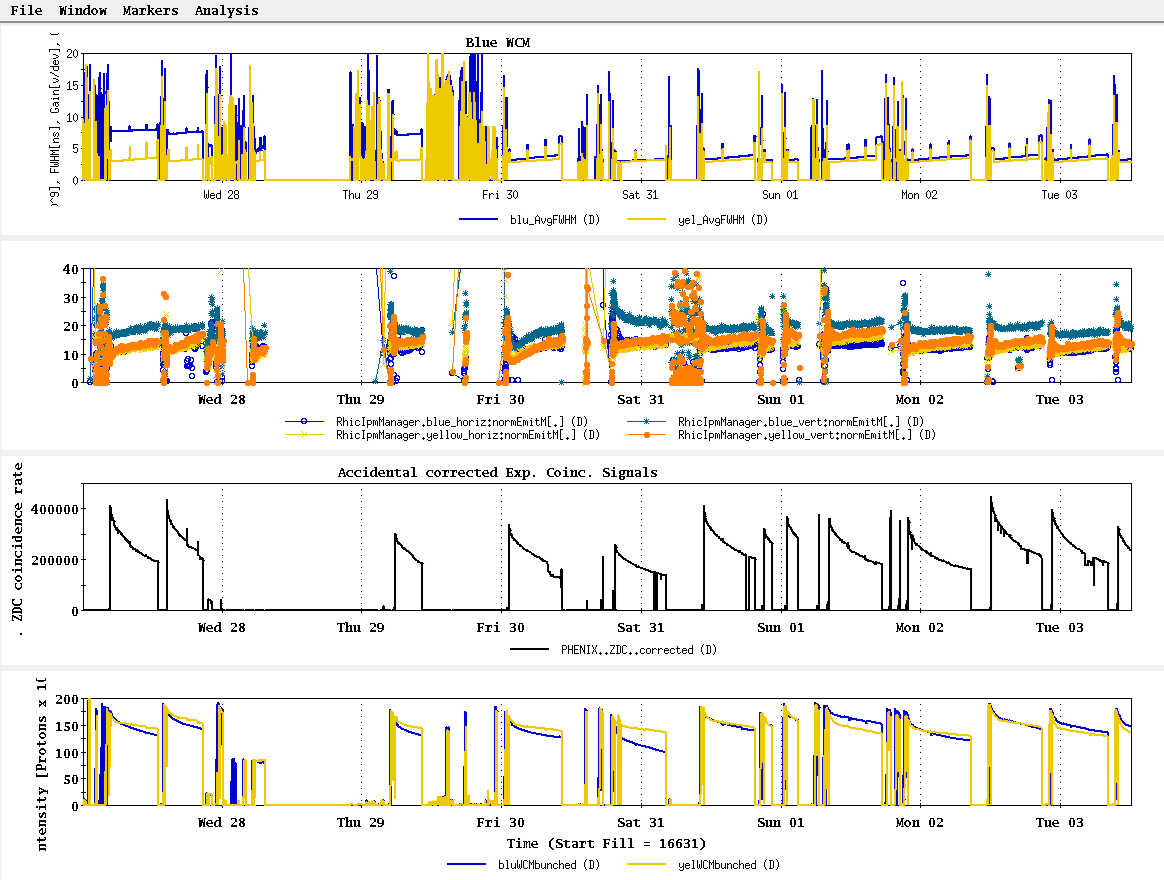 File Window Markers Analysis
Blue WCM
)^9], FWHM[ns], Gain[v/dev], (
20
15
10
5
0
Wed 28 Thu 29 Fri 30 Sat 31 Sun 01 Mon 02 Tue 03
blu_AvgFWHM (D) yel_AvgFWHM (D)
40
30
20
10
0
Wed 28 Thu 29 Fri 30 Sat 31 Sun 01 Mon 02 Tue 03
RhicIpmManager.blue_horiz:normEmitM[.] (D) RhicIpmManager.blue_vert:normEmitM[.] (D)
RhicIpmManager.yellow_horiz:normEmitM[.] (D) RhicIpmManager.yellow_vert:normEmitM[.] (D)
Accidental corrected Exp. Coinc. Signals
. ZDC coincidence rate
400000
200000
0
Wed 28 Thu 29 Fri 30 Sat 31 Sun 01 Mon 02 Tue 03
PHENIX..ZDC..corrected (D)
ntensity [Protons x 1(
200
150
100
50
0
Wed 28 Thu 29 Fri 30 Sat 31 Sun 01 Mon 02 Tue 03
Time (Start Fill = 16631)
bluWCMbunched (D) yelWCMbunched (D)